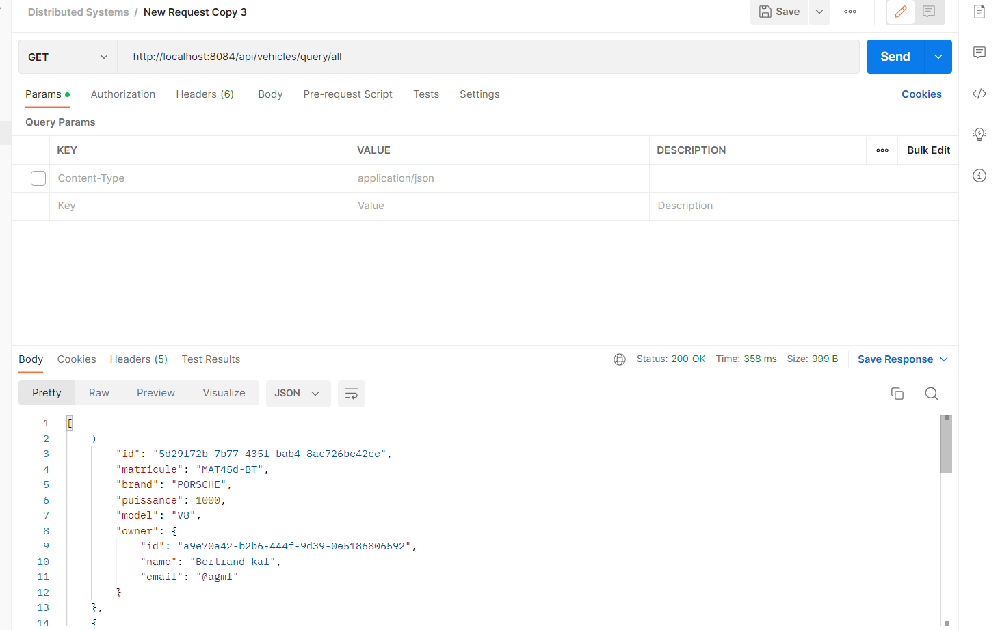 Distributed Systems / New Request Copy 3
Save
GET
http://localhost:8084/api/vehicles/query/all
Send
Params
Authorization
Headers (6)
Body
Pre-request Script
Tests
Settings
Cookies
Query Params
KEY VALUE DESCRIPTION Bulk Edit
Content-Type application/json
Key Value Description
Body Cookies Headers (5) Test Results Status: 200 OK Time: 358 ms Size: 999 B Save Response
Pretty Raw Preview Visualize JSON
1 [
2 {
3 "id": "5d29f72b-7b77-435f-bab4-8ac726be42ce",
4 "matricule": "MAT45d-BT",
5 "brand": "PORSCHE",
6 "puissance": 1000,
7 "model": "V8",
8 "owner": {
9 "id": "a9e70a42-b2b6-444f-9d39-0e5186806592",
10 "name": "Bertrand kaf",
11 "email": "@agml"
12 }
13 },
14 {